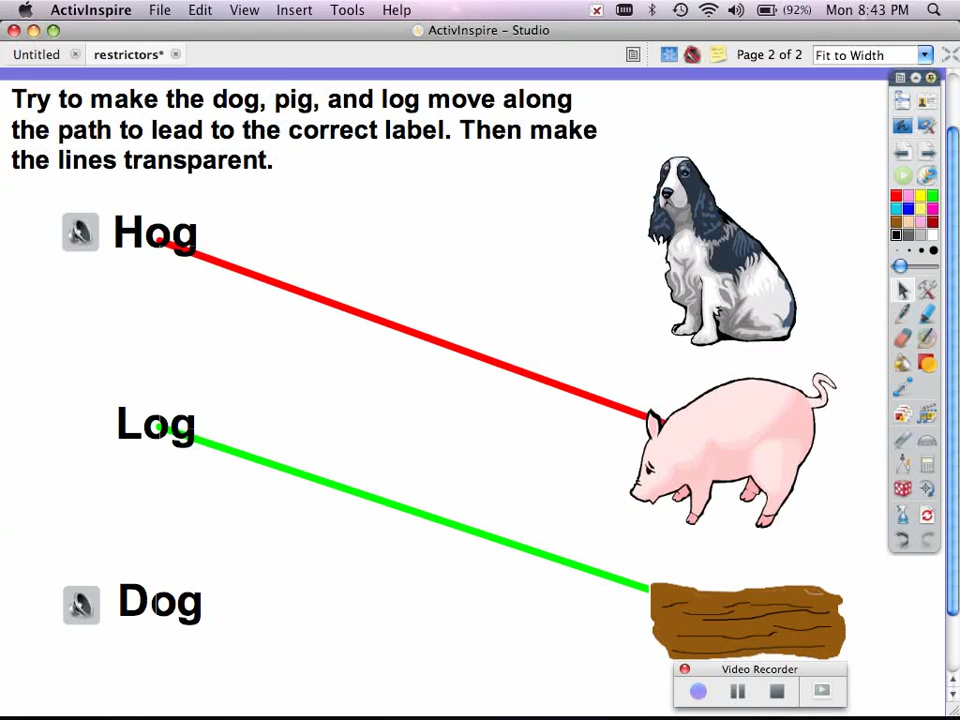 ActivInspire File Edit View Insert Tools Help (92%) Mon 8:43 PM
ActivInspire - Studio
Untitled restrictors* Page 2 of 2 Fit to Width
Try to make the dog, pig, and log move along
the path to lead to the correct label. Then make
the lines transparent.
Hog
Log
Dog
Video Recorder